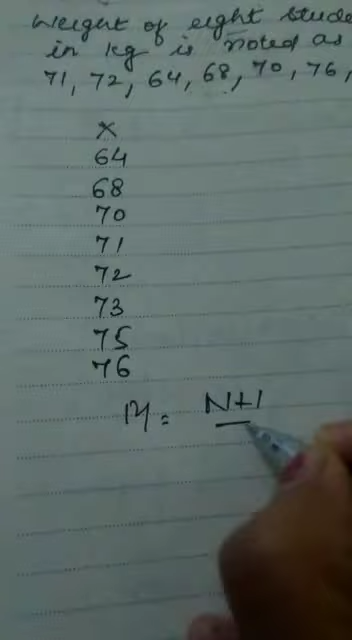 Weight of eight stude
in kg is noted as
71, 72, 64, 68, 70, 76,
X
64
68
70
71
72
73
75
76
M = N+1